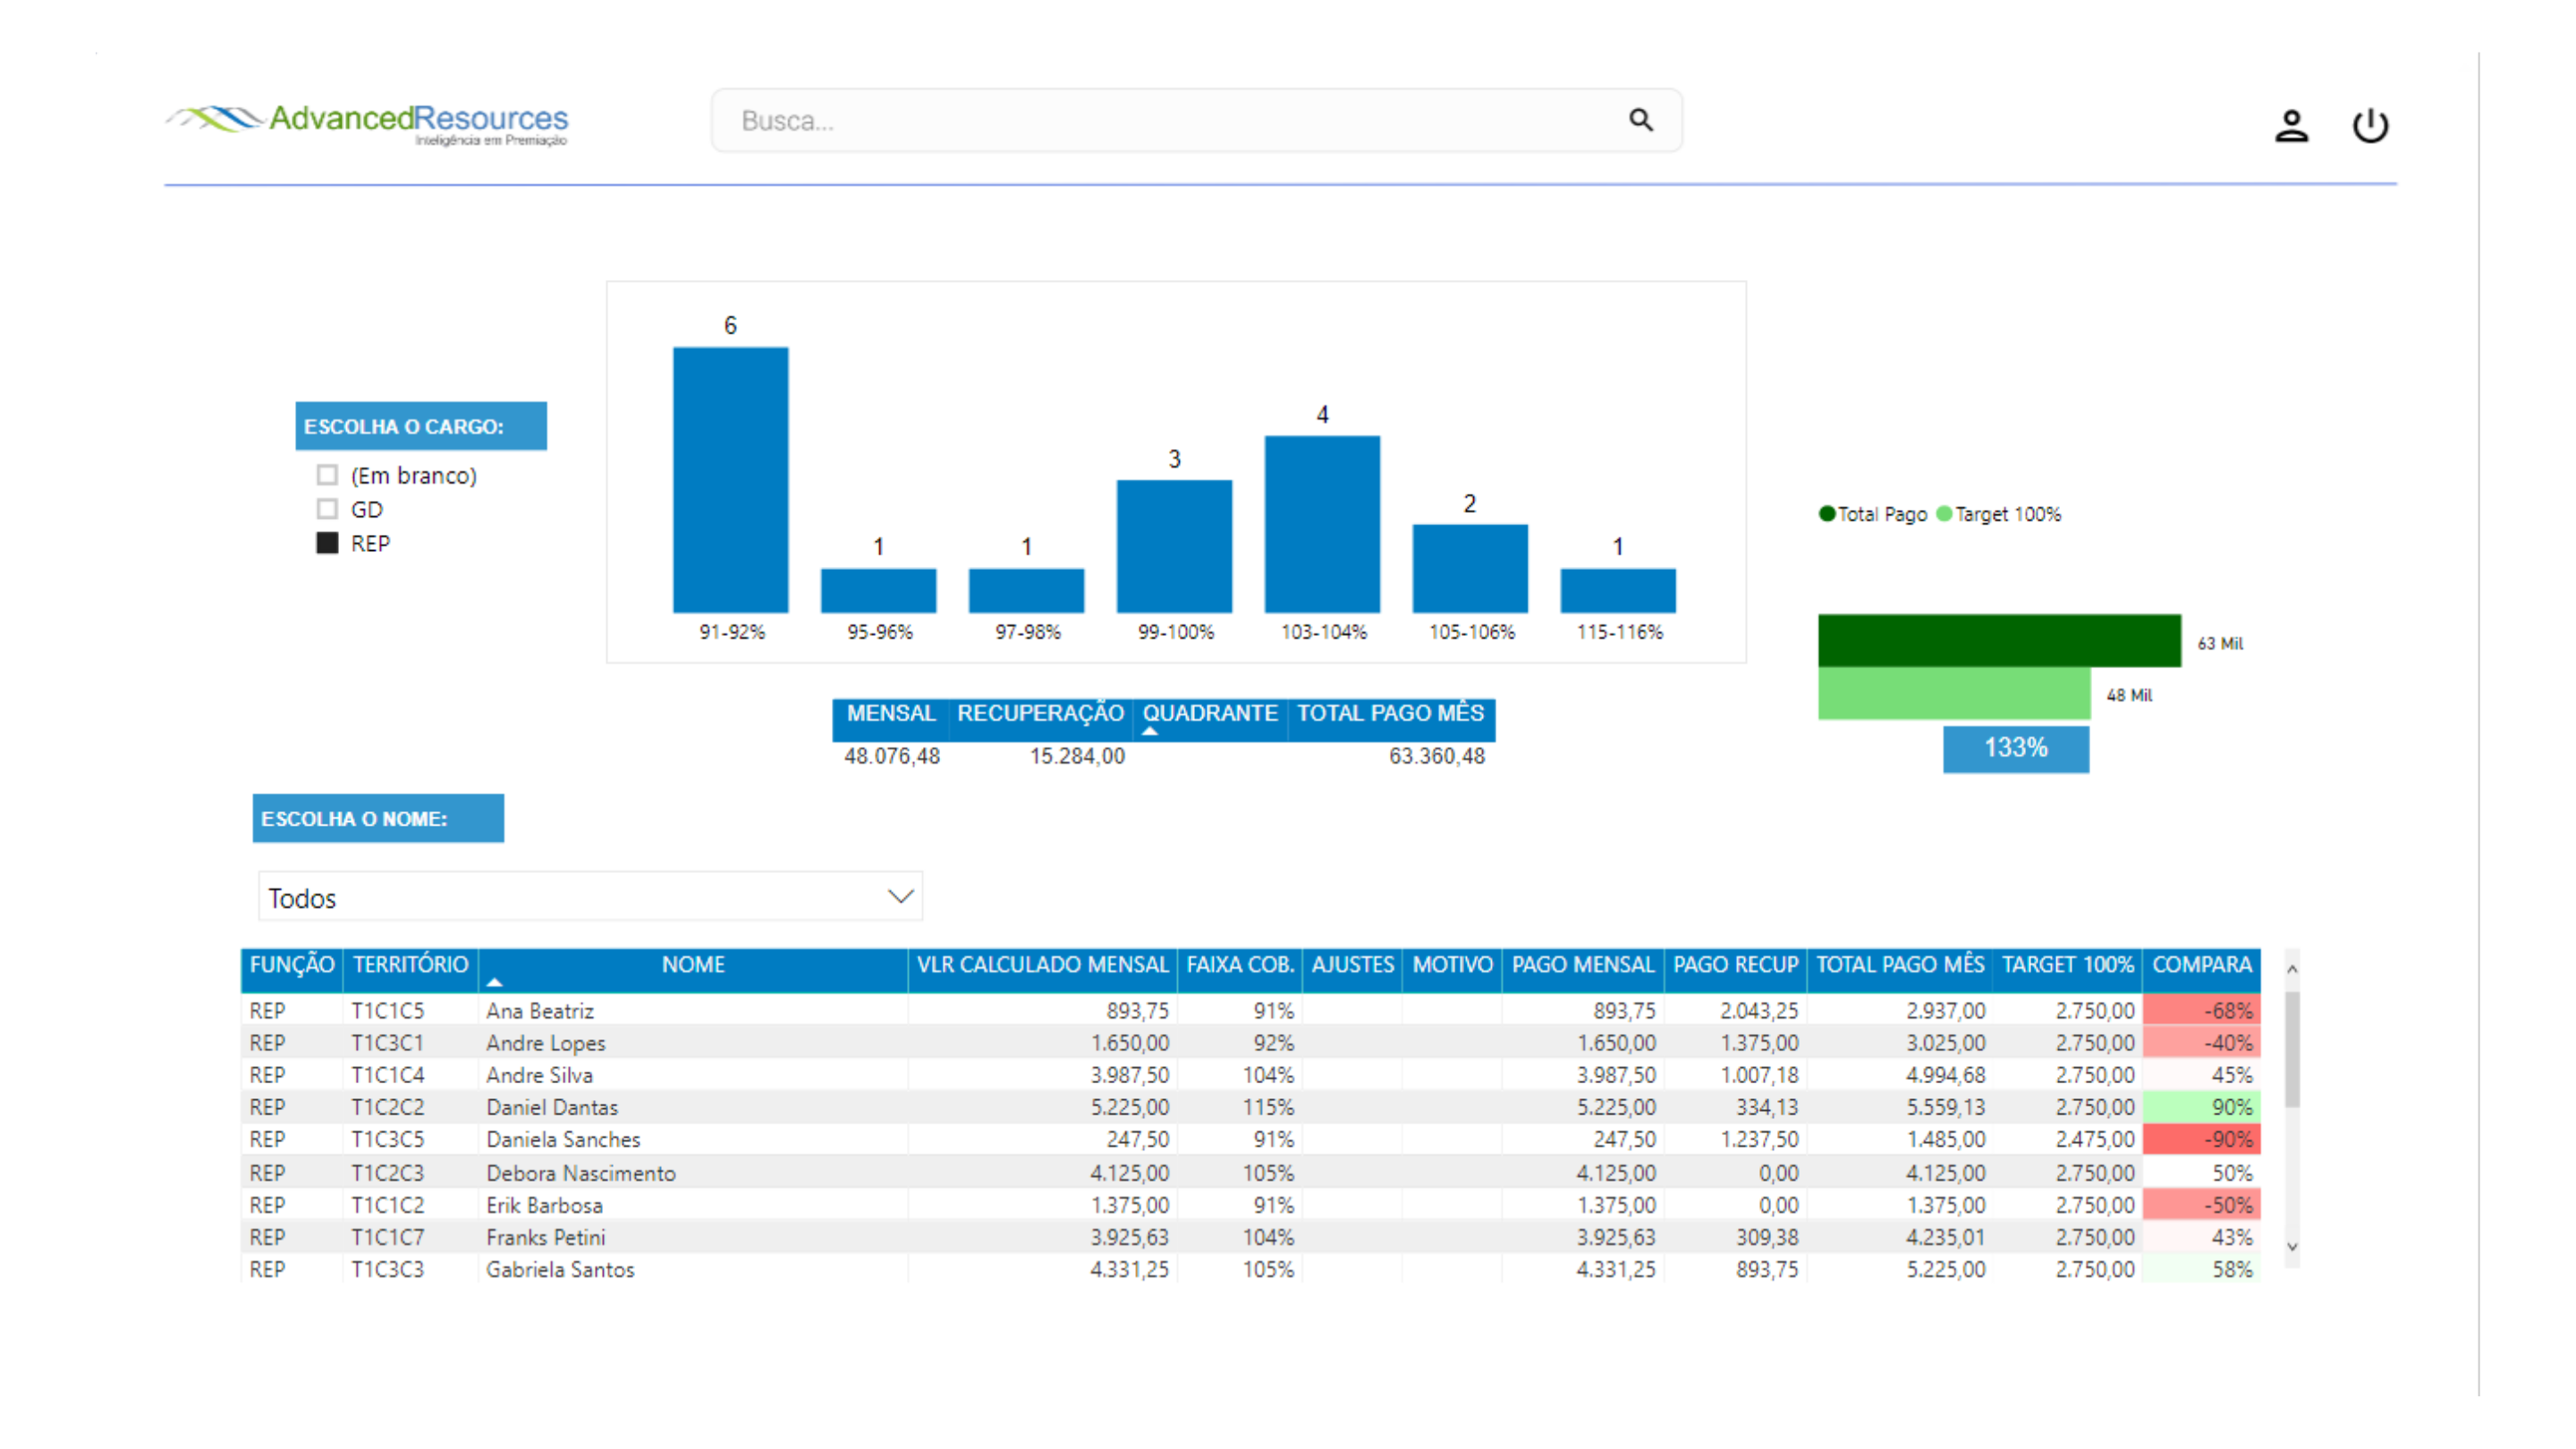 AdvancedResources
Inteligência em Premiação
Busca...
6
4
3
2
1
1
1
91-92% 95-96% 97-98% 99-100% 103-104% 105-106% 115-116%
ESCOLHA O CARGO:
(Em branco)
GD
REP
Total Pago Target 100%
63 Mil
48 Mil
133%
MENSAL RECUPERAÇÃO QUADRANTE TOTAL PAGO MÊS
48.076,48 15.284,00 63.360,48
ESCOLHA O NOME:
Todos
FUNÇÃO TERRITÓRIO NOME VLR CALCULADO MENSAL FAIXA COB. AJUSTES MOTIVO PAGO MENSAL PAGO RECUP TOTAL PAGO MÊS TARGET 100% COMPARA
REP T1C1C5 Ana Beatriz 893,75 91% 893,75 2.043,25 2.937,00 2.750,00 -68%
REP T1C3C1 Andre Lopes 1.650,00 92% 1.650,00 1.375,00 3.025,00 2.750,00 -40%
REP T1C1C4 Andre Silva 3.987,50 104% 3.987,50 1.007,18 4.994,68 2.750,00 45%
REP T1C2C2 Daniel Dantas 5.225,00 115% 5.225,00 334,13 5.559,13 2.750,00 90%
REP T1C3C5 Daniela Sanches 247,50 91% 247,50 1.237,50 1.485,00 2.475,00 -90%
REP T1C2C3 Debora Nascimento 4.125,00 105% 4.125,00 0,00 4.125,00 2.750,00 50%
REP T1C1C2 Erik Barbosa 1.375,00 91% 1.375,00 0,00 1.375,00 2.750,00 -50%
REP T1C1C7 Franks Petini 3.925,63 104% 3.925,63 309,38 4.235,01 2.750,00 43%
REP T1C3C3 Gabriela Santos 4.331,25 105% 4.331,25 893,75 5.225,00 2.750,00 58%